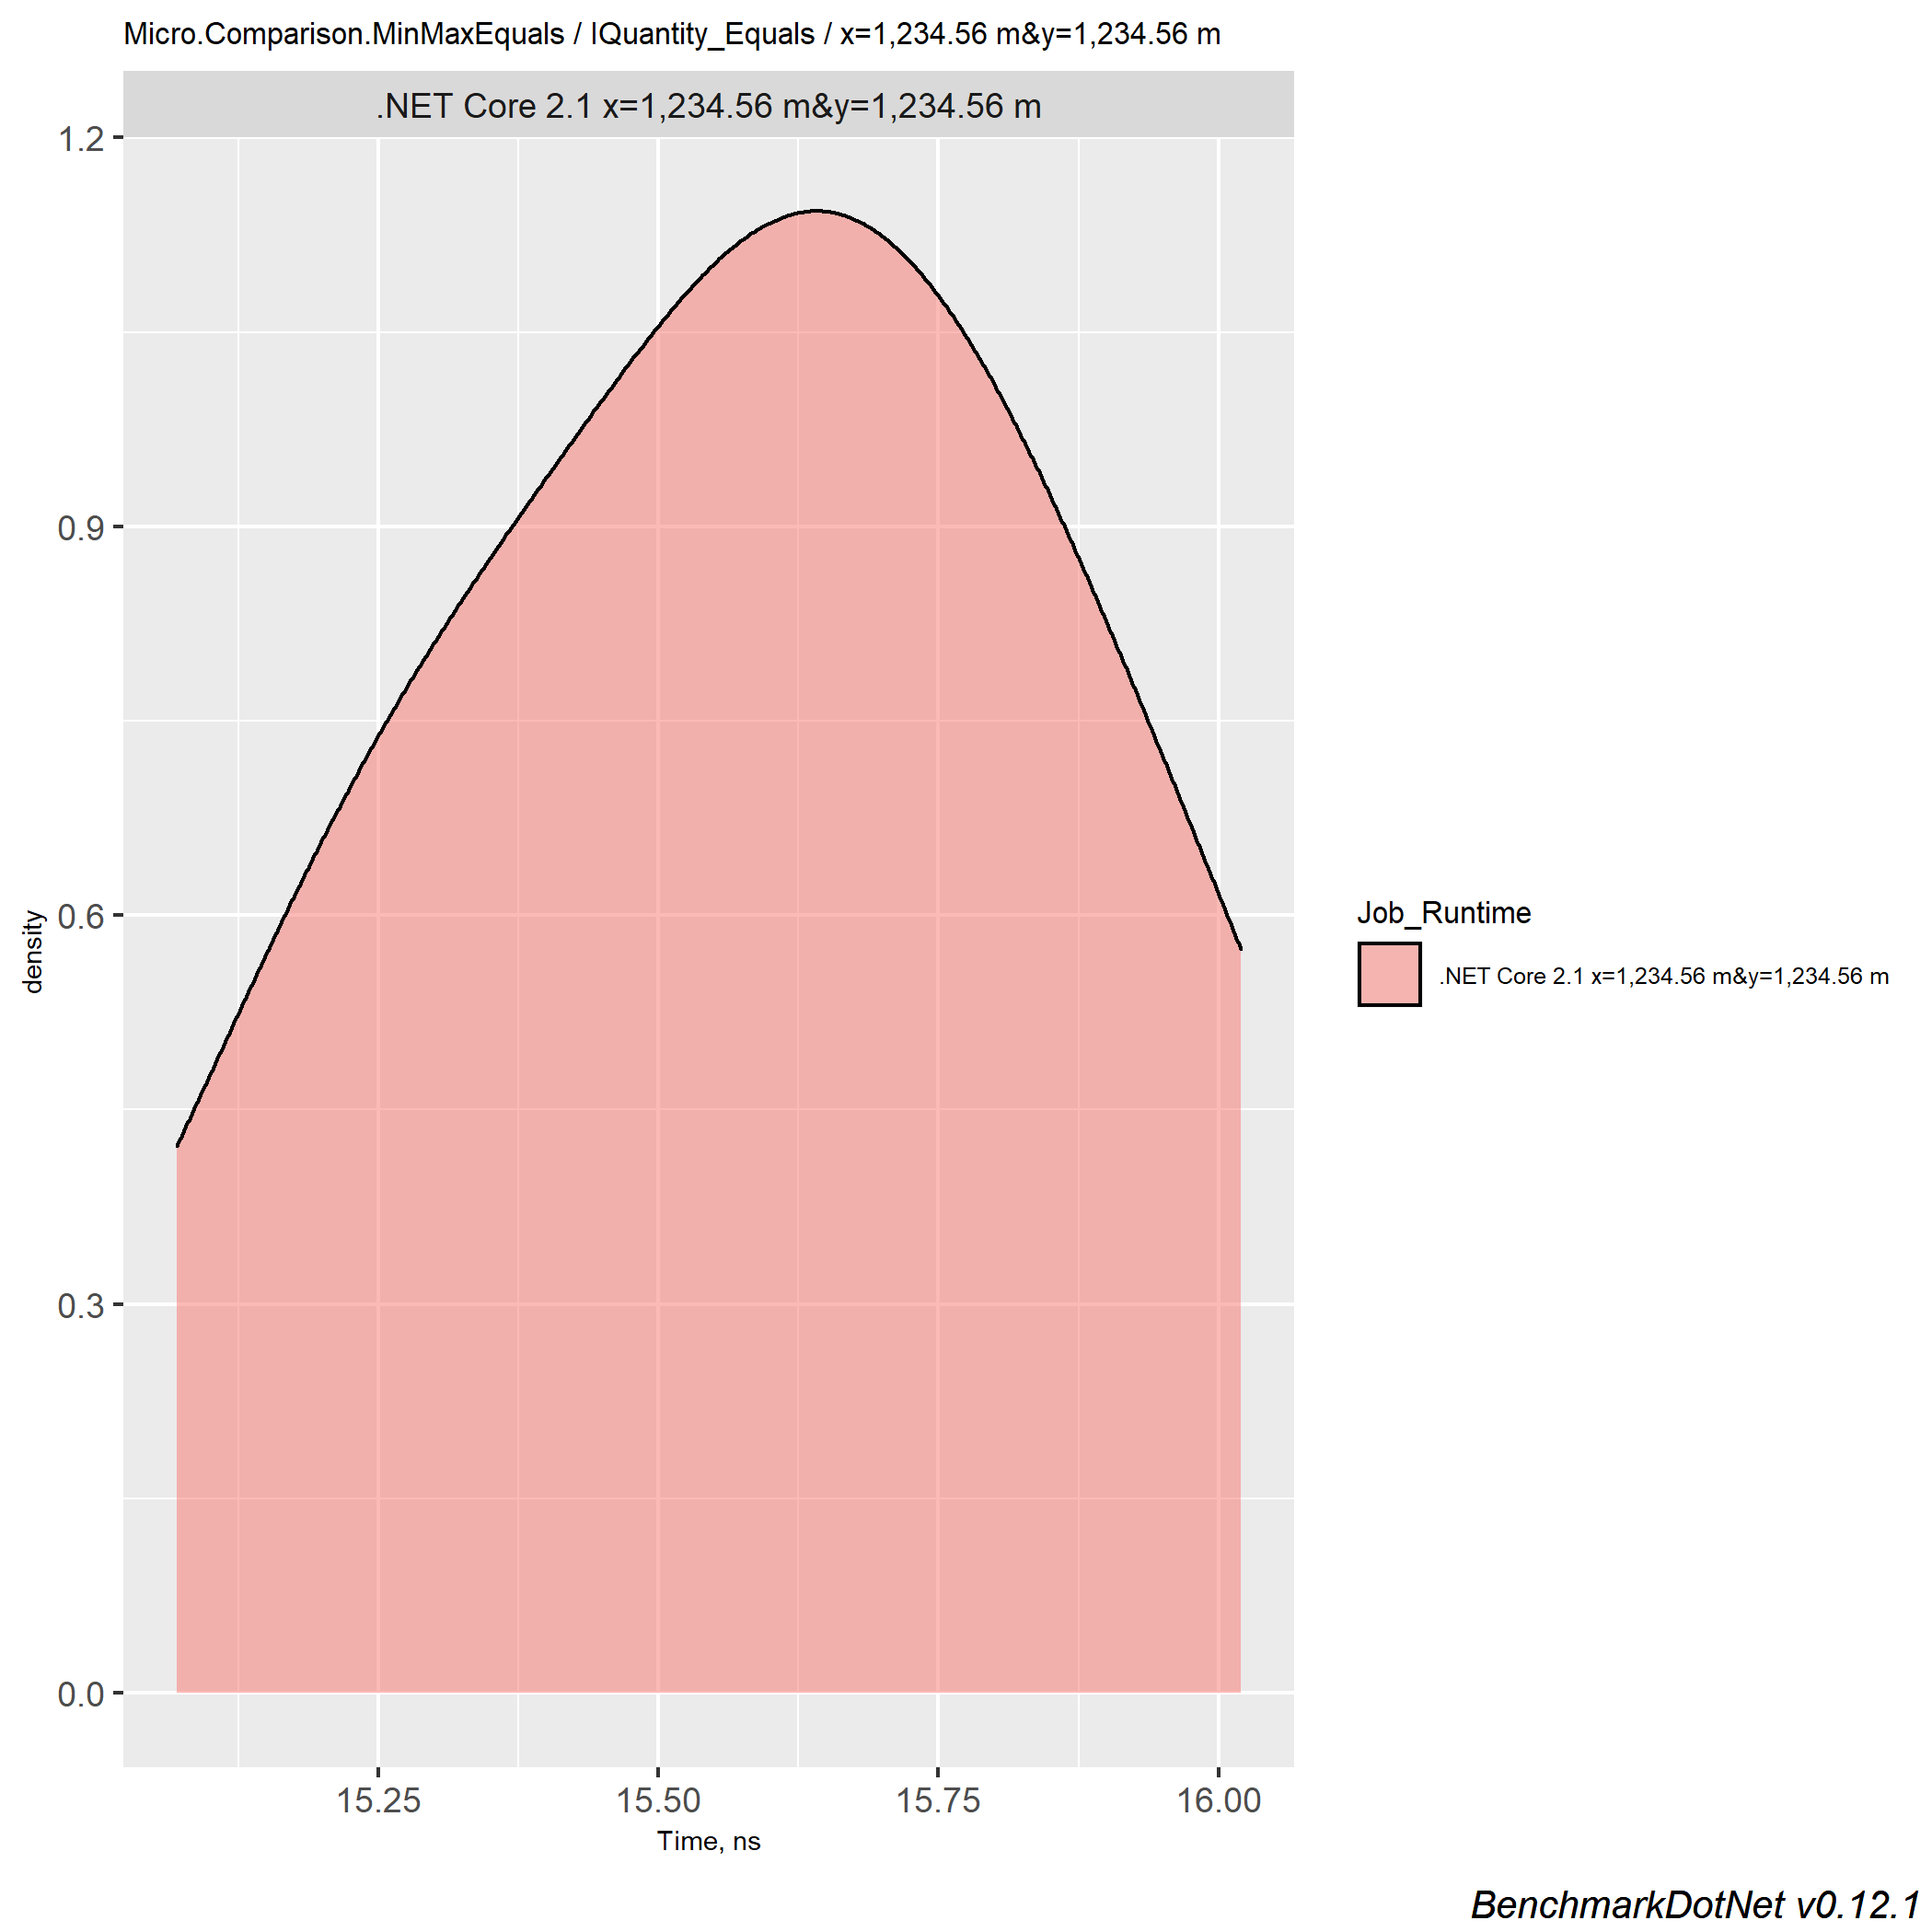 Micro.Comparison.MinMaxEquals / IQuantity_Equals / x=1,234.56 m&y=1,234.56 m
.NET Core 2.1 x=1,234.56 m&y=1,234.56 m
1.2
0.9
0.6
0.3
0.0
density
15.25 15.50 15.75 16.00
Time, ns
Job_Runtime
.NET Core 2.1 x=1,234.56 m&y=1,234.56 m
BenchmarkDotNet v0.12.1